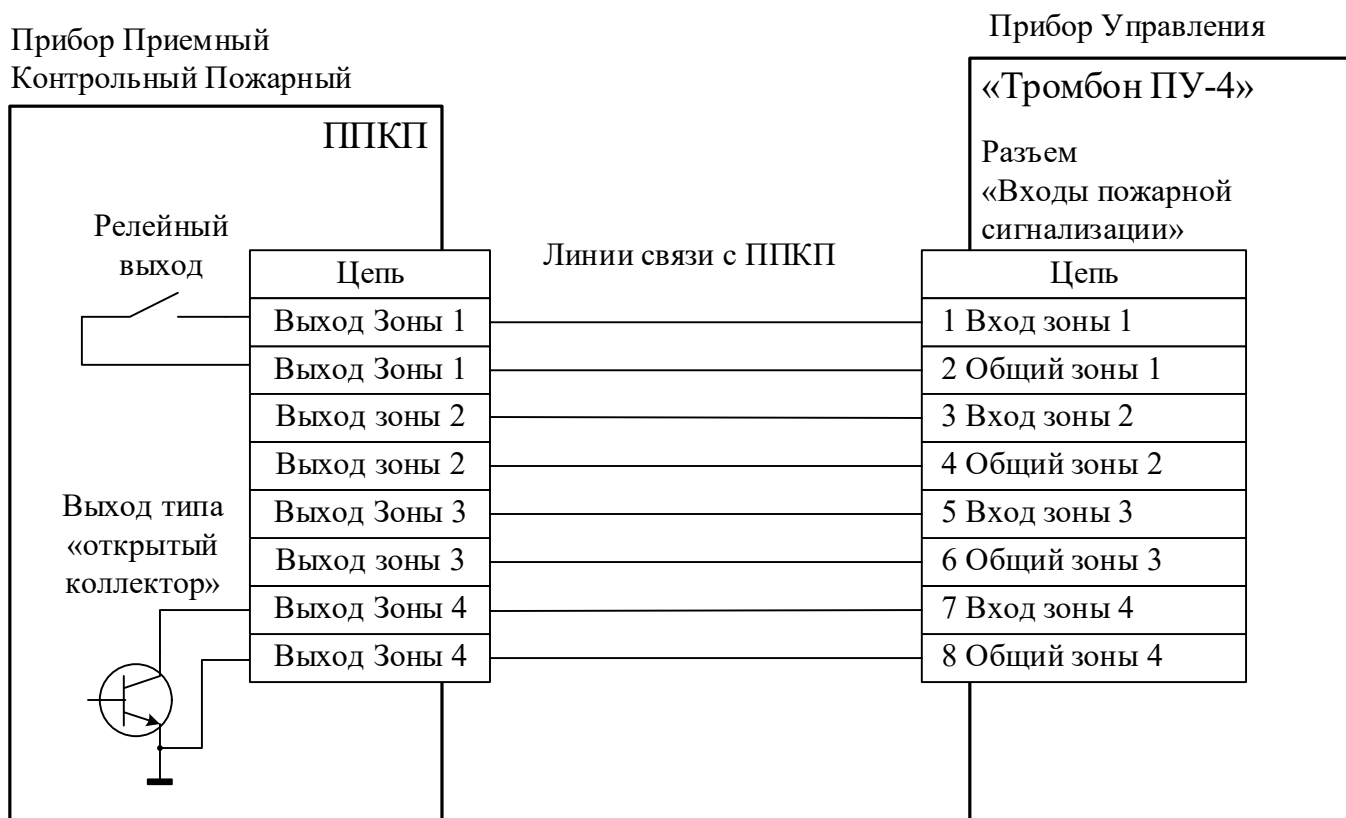 Прибор Приемный
Контрольный Пожарный
Прибор Управления
ППКП
«Тромбон ПУ-4»
Разъем
«Входы пожарной
сигнализации»
Релейный
выход
Линии связи с ППКП
Цепь
Выход Зоны 1
Выход Зоны 1
Выход зоны 2
Выход зоны 2
Выход Зоны 3
Выход зоны 3
Выход Зоны 4
Выход Зоны 4
Цепь
1 Вход зоны 1
2 Общий зоны 1
3 Вход зоны 2
4 Общий зоны 2
5 Вход зоны 3
6 Общий зоны 3
7 Вход зоны 4
8 Общий зоны 4
Выход типа
«открытый
коллектор»